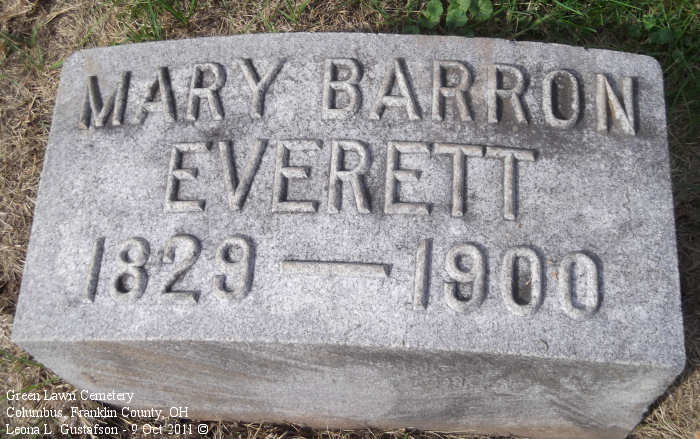 MARY BARRON
EVERETT
1829 — 1900
Green Lawn Cemetery
Columbus, Franklin County, OH
Leona L. Gustafson - 9 Oct 2011 ©